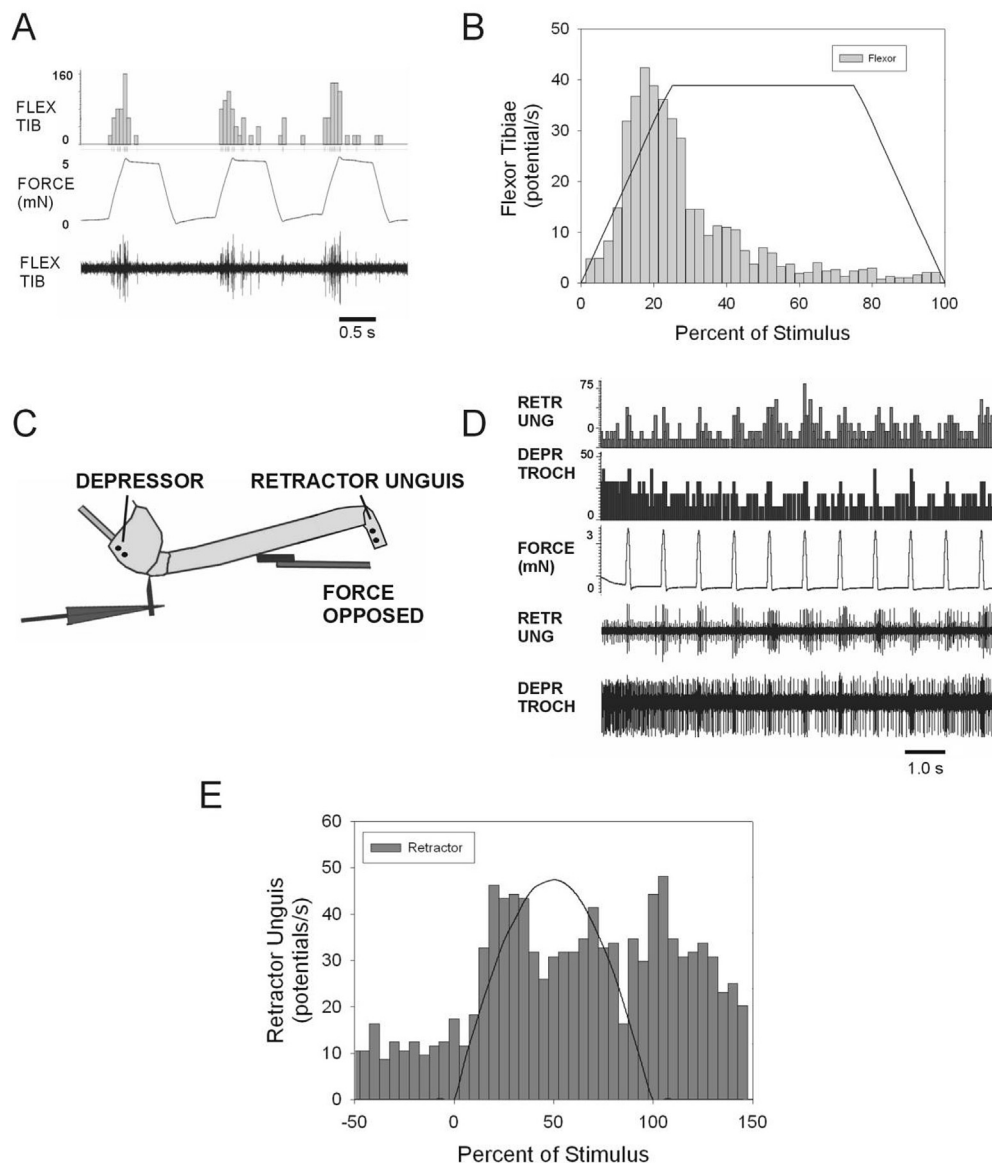 A
160
FLEX
TIB
0
5
FORCE
(mN)
0
FLEX
TIB
0.5 s
B
50
40
30
20
10
0
Flexor Tibiae
(potential/s)
Flexor
0 20 40 60 80 100
Percent of Stimulus
C
DEPRESSOR RETRACTOR UNGUIS
FORCE
OPPOSED
D
75
RETR
UNG
0
50
DEPR
TROCH
0
3
FORCE
(mN)
0
RETR
UNG
DEPR
TROCH
1.0 s
E
60
50
40
30
20
10
0
Retractor Unguis
(potentials/s)
Retractor
-50 0 50 100 150
Percent of Stimulus